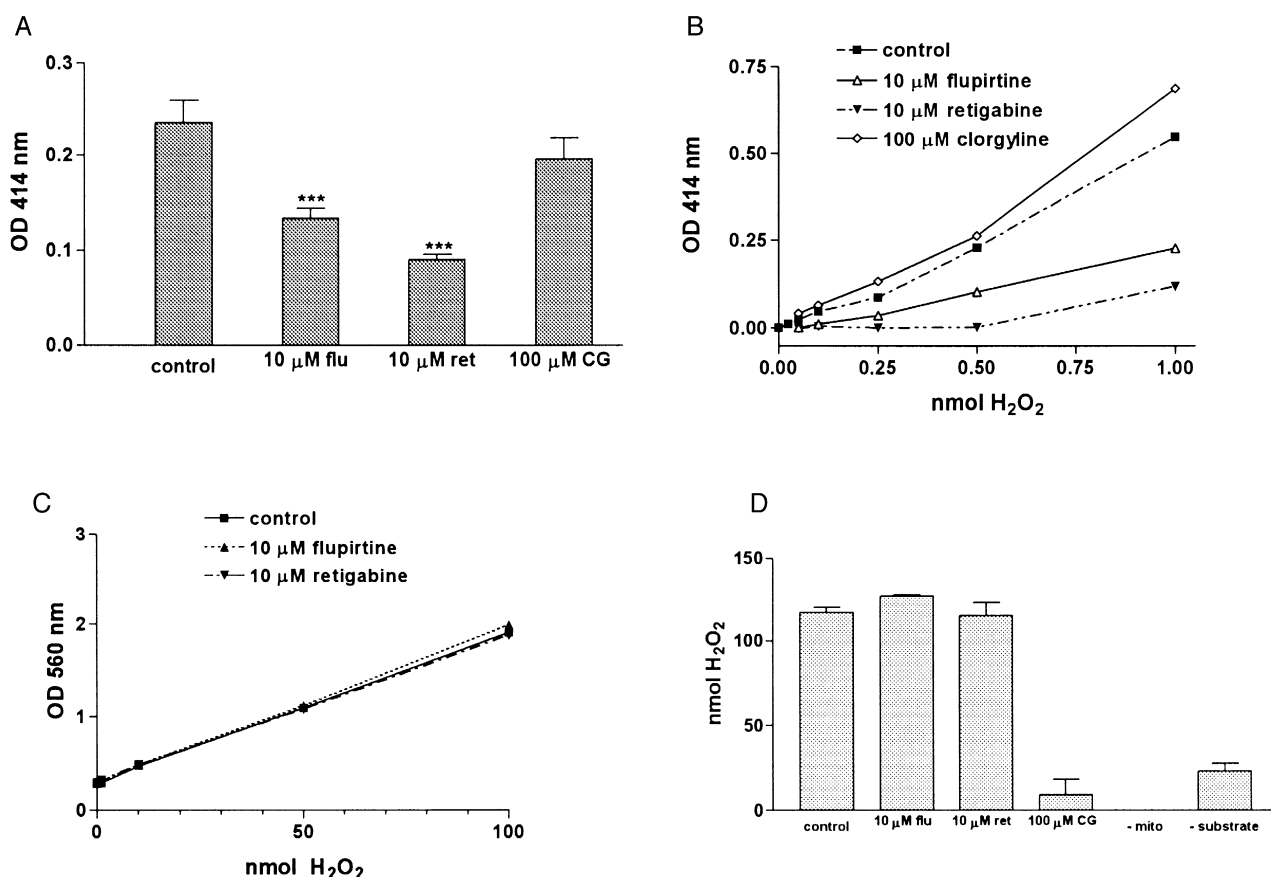 A
0.3
0.2
0.1
0.0
OD 414 nm
***
***
control
10 µM flu
10 µM ret
100 µM CG
B
control
10 µM flupirtine
10 µM retigabine
100 µM clorgyline
0.75
0.50
0.25
0.00
OD 414 nm
0.00
0.25
0.50
0.75
1.00
nmol H₂O₂
C
control
10 µM flupirtine
10 µM retigabine
3
2
1
0
OD 560 nm
0
50
100
nmol H₂O₂
D
150
100
50
0
nmol H₂O₂
control
10 µM flu
10 µM ret
100 µM CG
- mito
- substrate